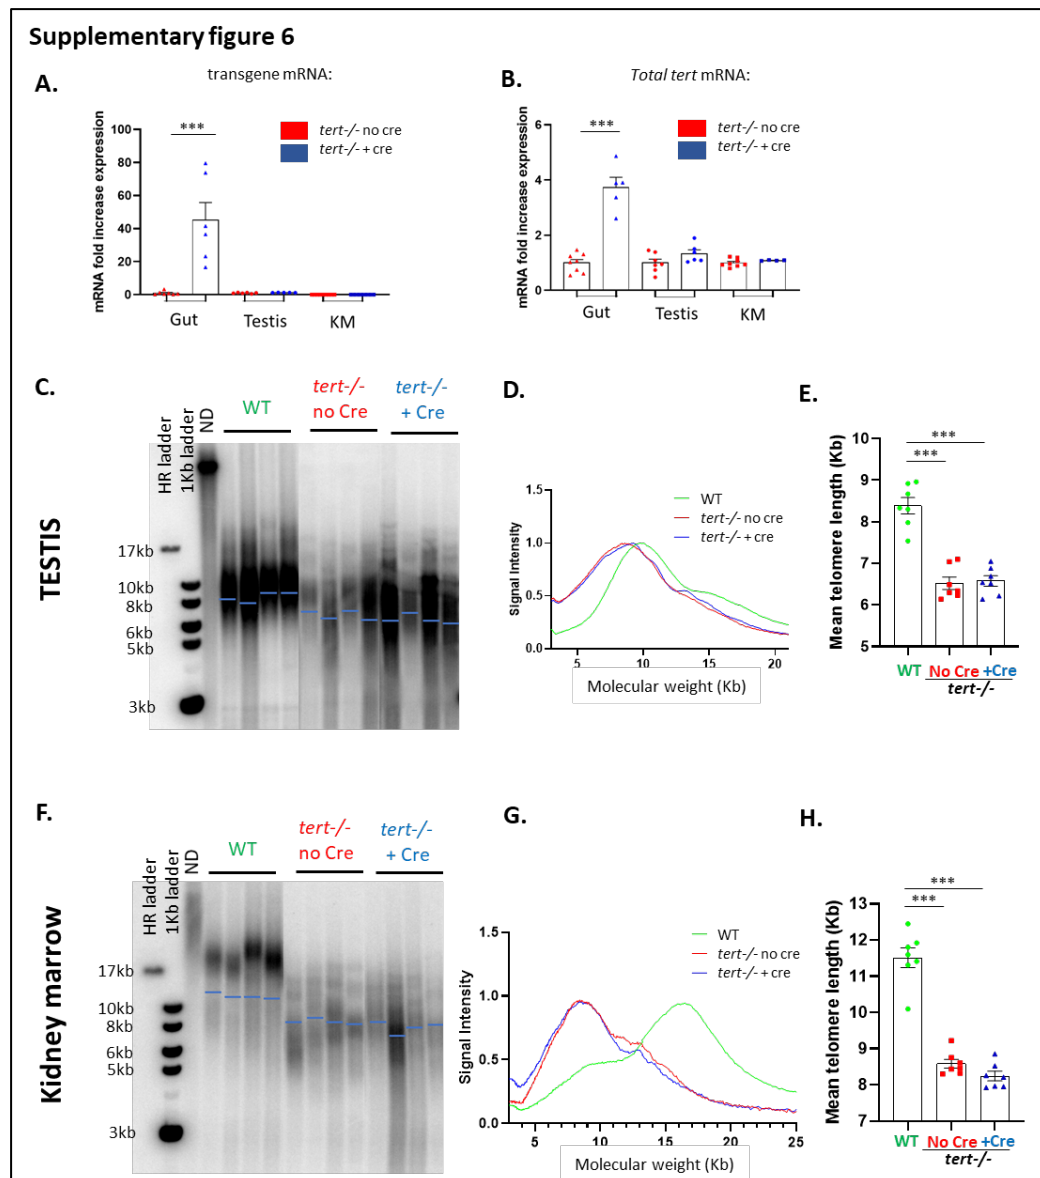 Supplementary figure 6
A.
transgene mRNA:
mRNA fold increase expression
100
80
60
40
20
0
***
tert-/- no cre
tert-/- + cre
Gut
Testis
KM
B.
Total tert mRNA:
mRNA fold increase expression
6
4
2
0
***
tert-/- no cre
tert-/- + cre
Gut
Testis
KM
TESTIS
C.
HR ladder
1Kb ladder
ND
WT
tert-/-
no Cre
tert-/-
+ Cre
17kb
10kb
8kb
6kb
5kb
3kb
D.
Signal Intensity
1.5
1.0
0.5
0.0
WT
tert-/- no cre
tert-/- + cre
5
10
15
20
Molecular weight (Kb)
E.
Mean telomere length (Kb)
10
9
8
7
6
5
***
***
WT
No Cre
+Cre
tert-/-
Kidney marrow
F.
HR ladder
1Kb ladder
ND
WT
tert-/-
no Cre
tert-/-
+ Cre
17kb
10kb
8kb
6kb
5kb
3kb
G.
Signal Intensity
1.5
1.0
0.5
0.0
WT
tert-/- no cre
tert-/- + cre
5
10
15
20
25
Molecular weight (Kb)
H.
Mean telomere length (Kb)
13
12
11
10
9
8
7
***
***
WT
No Cre
+Cre
tert-/-